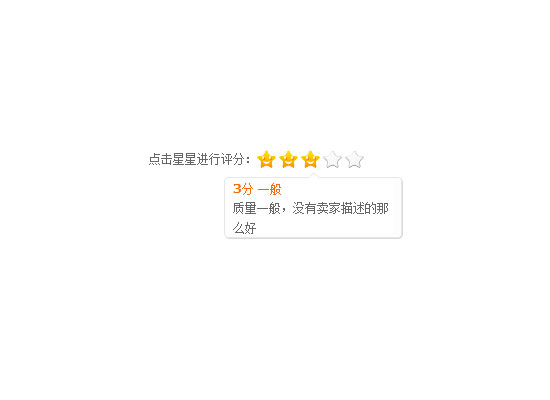 点击星星进行评分：
3分 一般
质量一般，没有卖家描述的那
么好